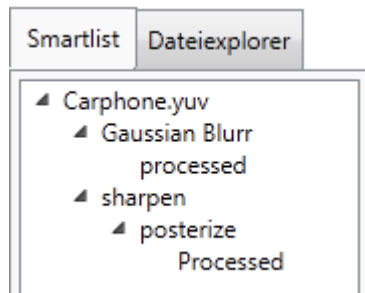 Smartlist Dateiexplorer
Carphone.yuv
Gaussian Blurr
processed
sharpen
posterize
Processed